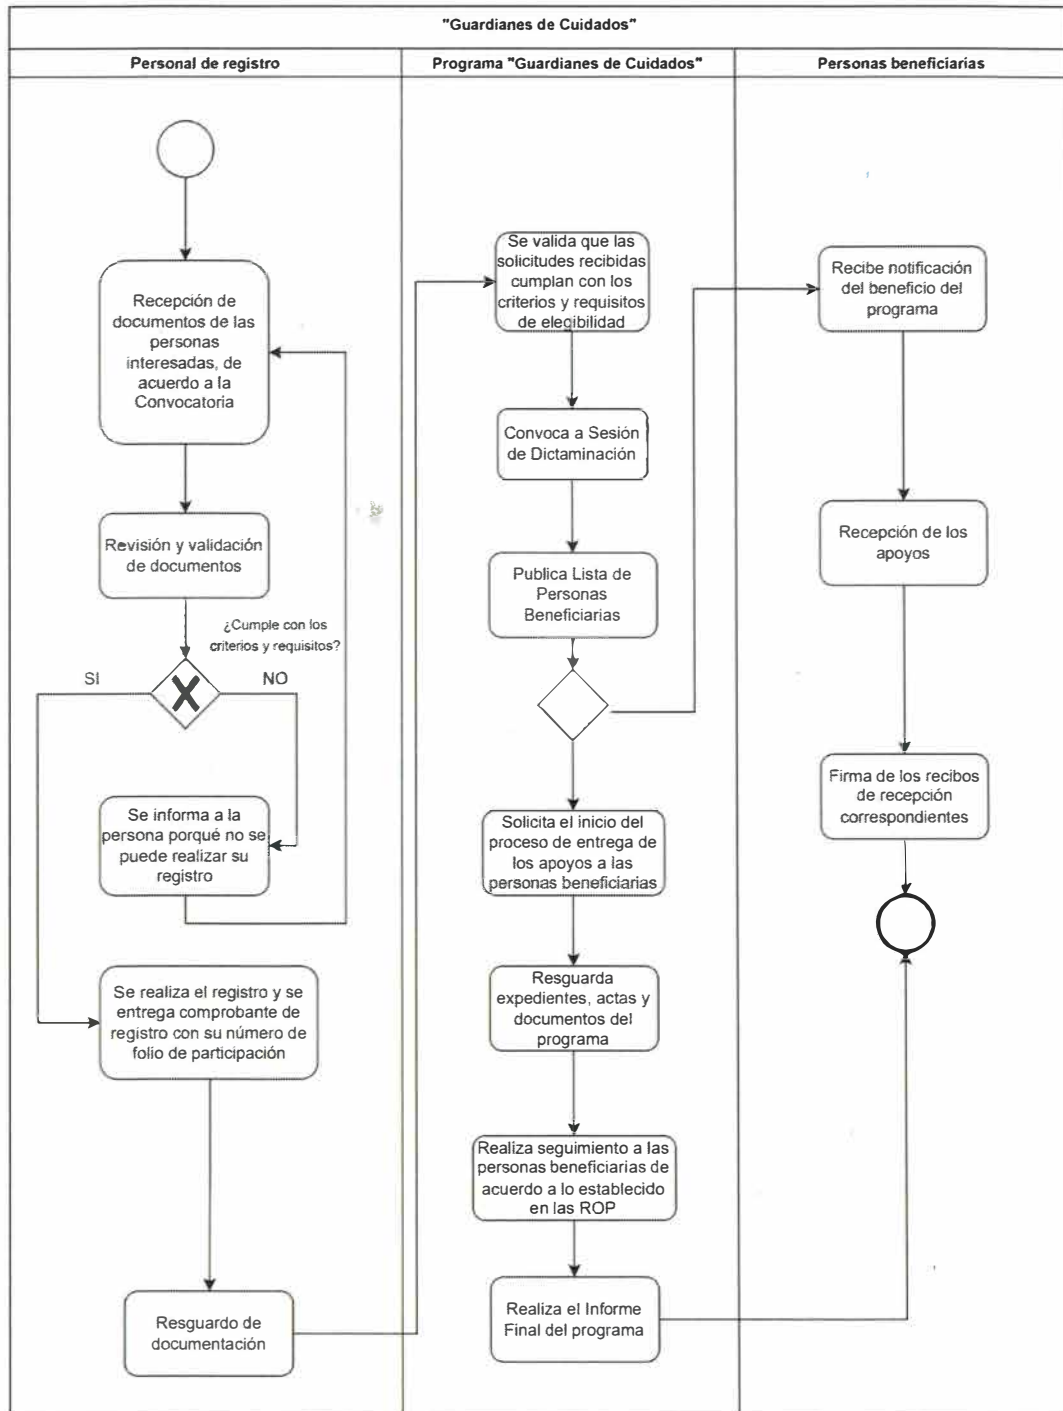 "Guardianes de Cuidados"
Personal de registro
Programa "Guardianes de Cuidados"
Personas beneficiarias
Recepción de
documentos de las
personas
interesadas, de
acuerdo a la
Convocatoria
Revisión y validación
de documentos
¿Cumple con los
criterios y requisitos?
SI
NO
Se informa a la
persona porqué no se
puede realizar su
registro
Se realiza el registro y se
entrega comprobante de
registro con su número de
folio de participación
Resguardo de
documentación
Se valida que las
solicitudes recibidas
cumplan con los
criterios y requisitos
de elegibilidad
Convoca a Sesión
de Dictaminación
Publica Lista de
Personas
Beneficiarias
Solicita el inicio del
proceso de entrega de
los apoyos a las
personas beneficiarias
Resguarda
expedientes, actas y
documentos del
programa
Realiza seguimiento a las
personas beneficiarias de
acuerdo a lo establecido
en las ROP
Realiza el Informe
Final del programa
Recibe notificación
del beneficio del
programa
Recepción de los
apoyos
Firma de los recibos
de recepción
correspondientes